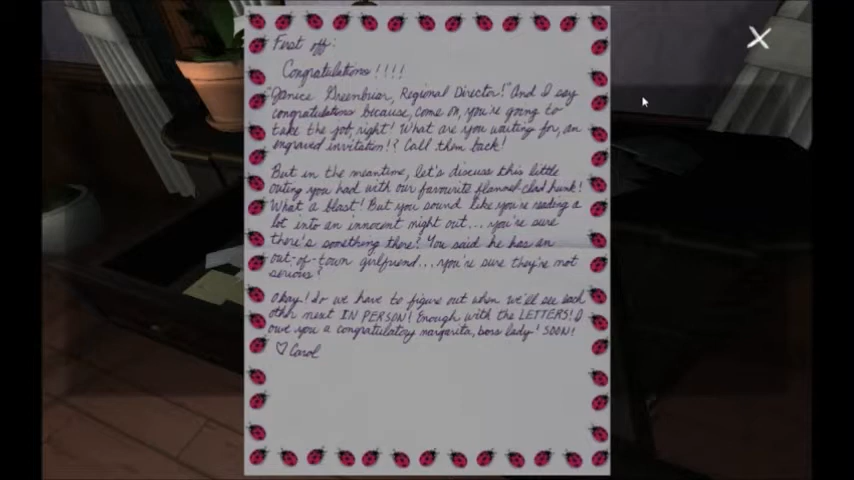 First off:
Congratulations!!!!
"Janice Greenbriar, Regional Director!" And I say
congratulations because, come on, you're going to
take the job, right? What are you waiting for, an
engraved invitation!? Call them back!
But in the meantime, let's discuss this little
outing you had with our favourite flannel-clad hunk!
What a blast! But you sound like you're reading a
lot into an innocent night out... you're sure
there's something there? You said he has an
out-of-town girlfriend... you're sure they're not
serious?
Okay! So we have to figure out when we'll see each
other next IN PERSON! Enough with the LETTERS! I
owe you a congratulatory margarita, boss lady! SOON!
♡ Carol